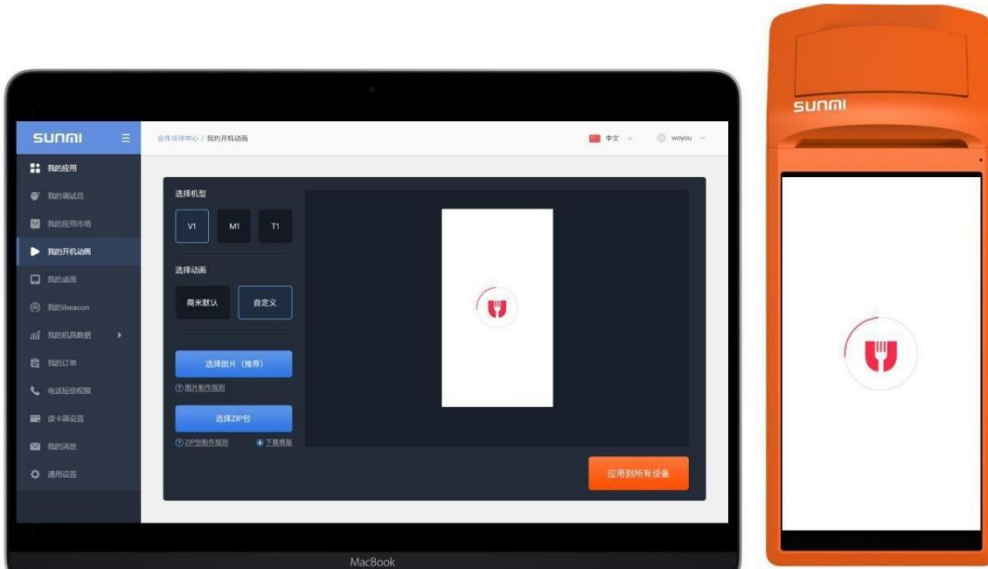 SUNMI
合作伙伴中心 / 我的开机动画
中文
woyou
我的应用
我的调试员
我的应用市场
我的开机动画
我的桌面
我的ibeacon
我的机具数据
我的订单
电话短信权限
读卡器设置
我的消息
通用设置
选择机型
V1
M1
T1
选择动画
商米默认
自定义
选择图片（推荐）
图片制作规则
选择ZIP包
ZIP包制作规则
下载模版
应用到所有设备
MacBook
SUNMI